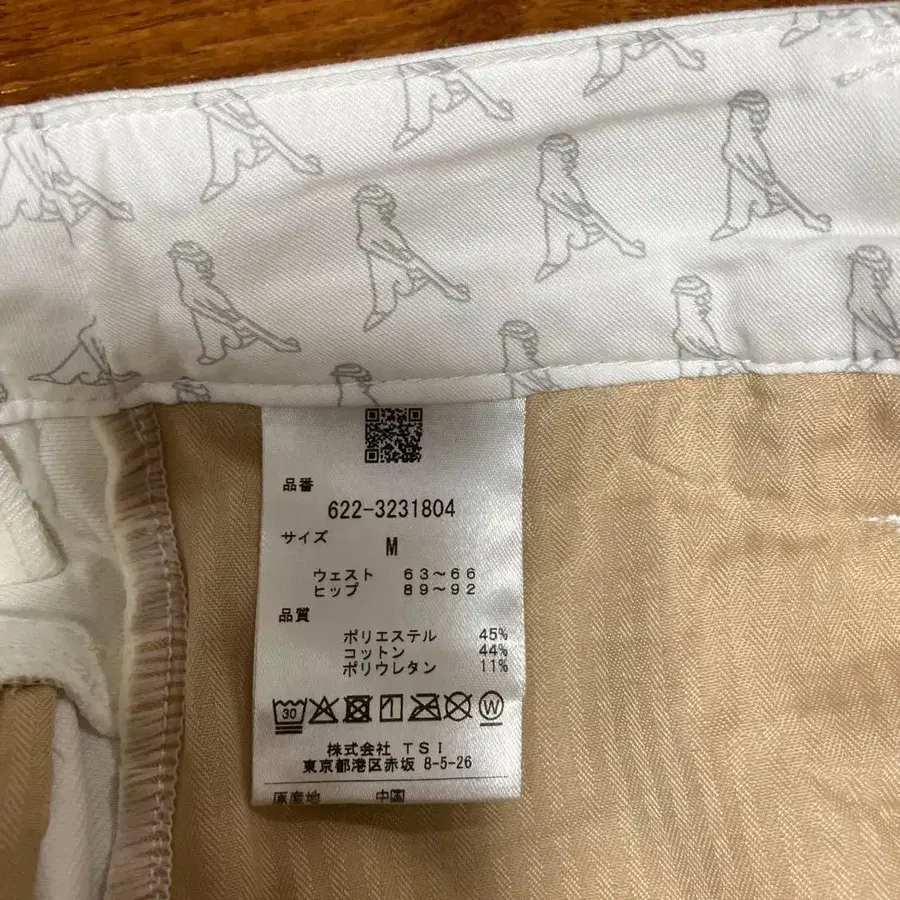 品番
622-3231804
サイズ
M
ウェスト 63～66
ヒップ 89～92
品質
ポリエステル 45%
コットン 44%
ポリウレタン 11%
30 W
株式会社 TSI
東京都港区赤坂 8-5-26
原産地 中国